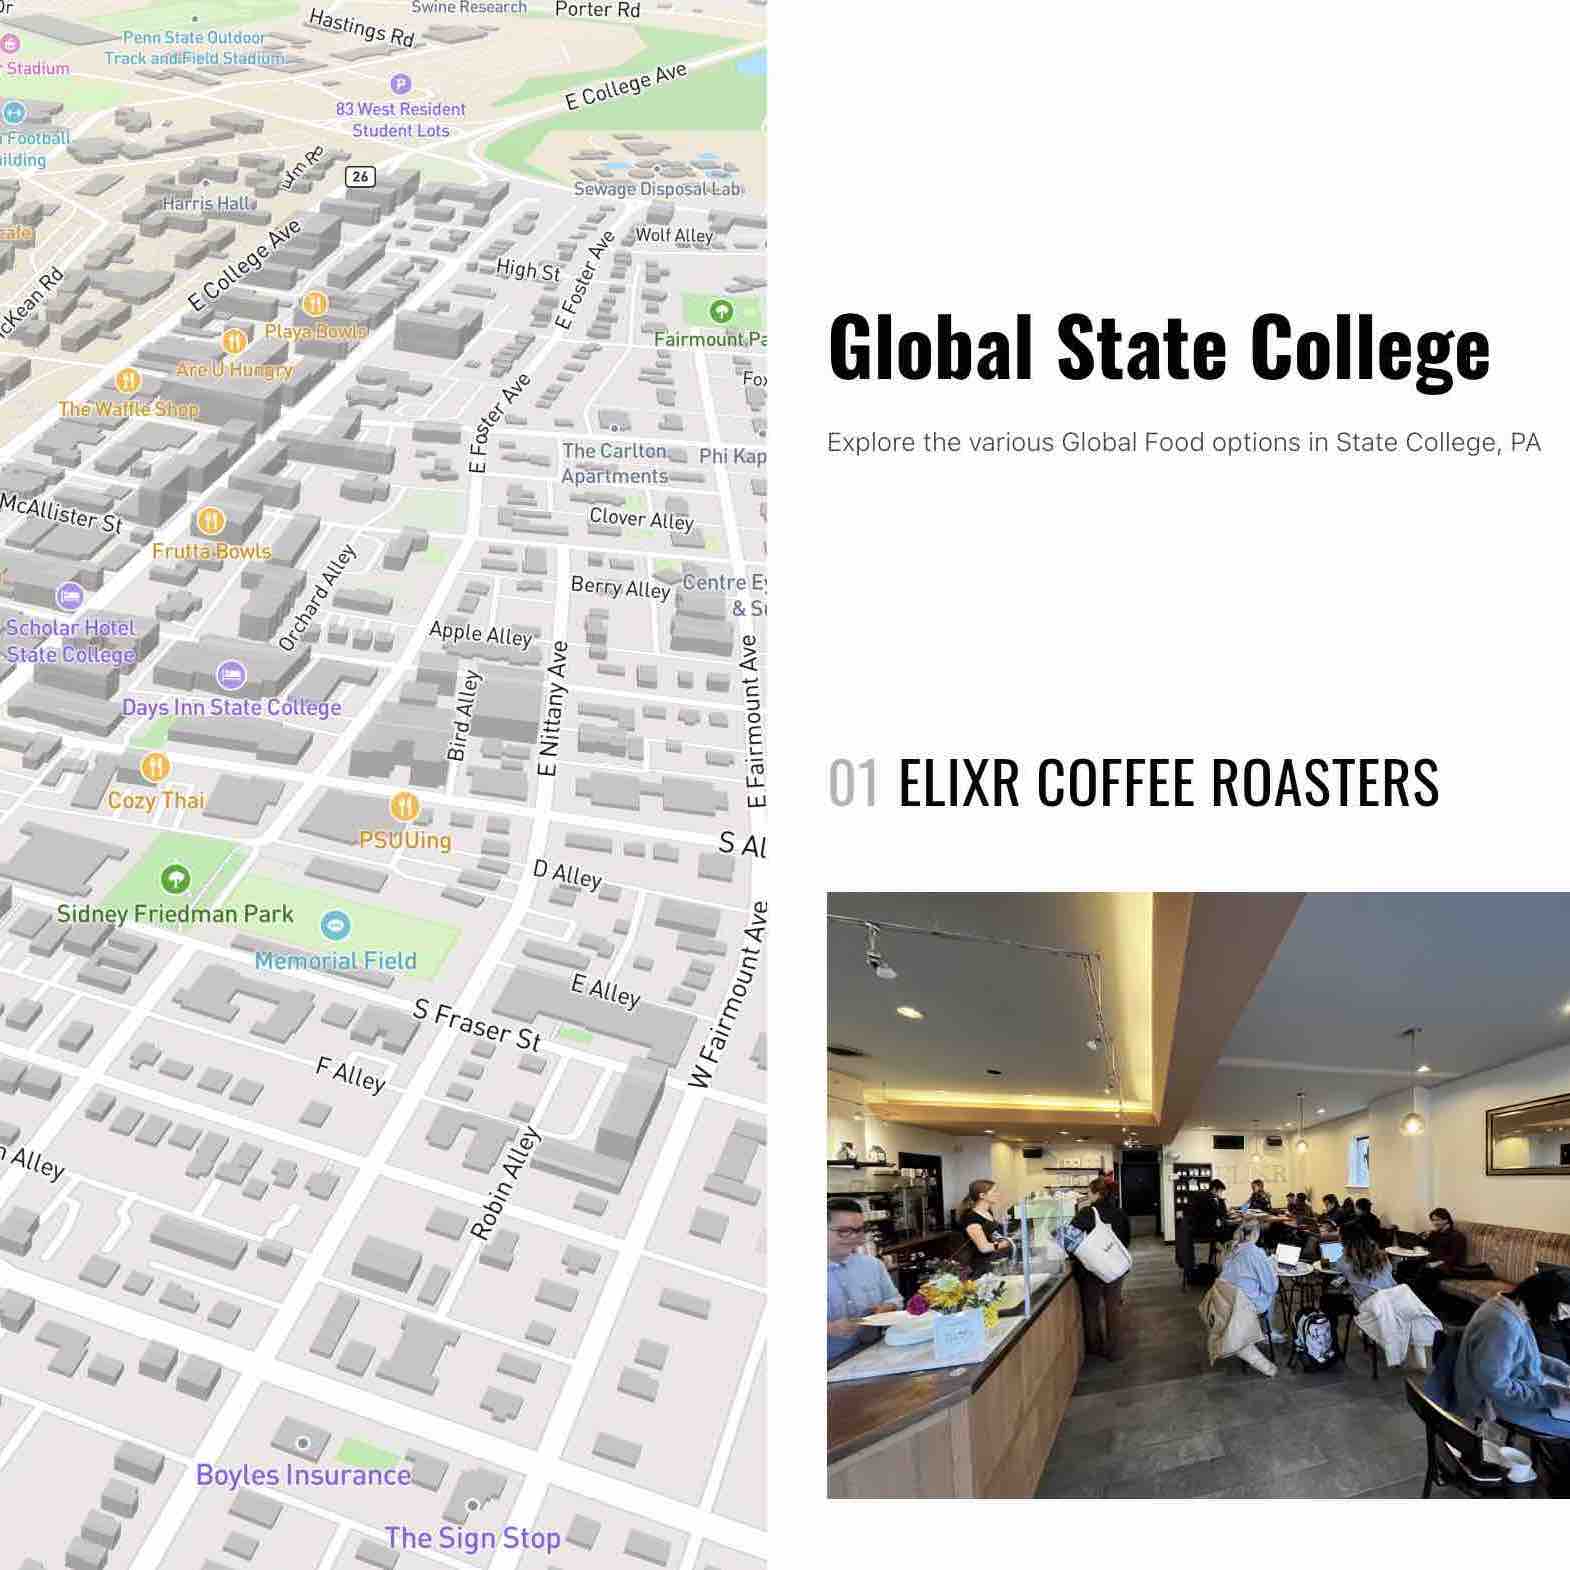 Swine Research
Porter Rd
Hastings Rd
Penn State Outdoor
Track and Field Stadium
Stadium
83 West Resident
Student Lots
E College Ave
Football
Wm Rd
26
Harris Hall
Sewage Disposal Lab
Wolf Alley
E College Ave
High St
E Foster Ave
Playa Bowls
Are U Hungry
The Waffle Shop
E Foster Ave
The Carlton
Apartments
McAllister St
Clover Alley
Frutta Bowls
Orchard Alley
Berry Alley
Centre
Scholar Hotel
State College
Apple Alley
Days Inn State College
Bird Alley
E Nittany Ave
E Fairmount Ave
Cozy Thai
PSUUing
S Al
D Alley
Sidney Friedman Park
Memorial Field
E Alley
S Fraser St
W Fairmount Ave
F Alley
Alley
Robin Alley
Boyles Insurance
The Sign Stop
Global State College
Explore the various Global Food options in State College, PA
01 ELIXR COFFEE ROASTERS
ELIXR